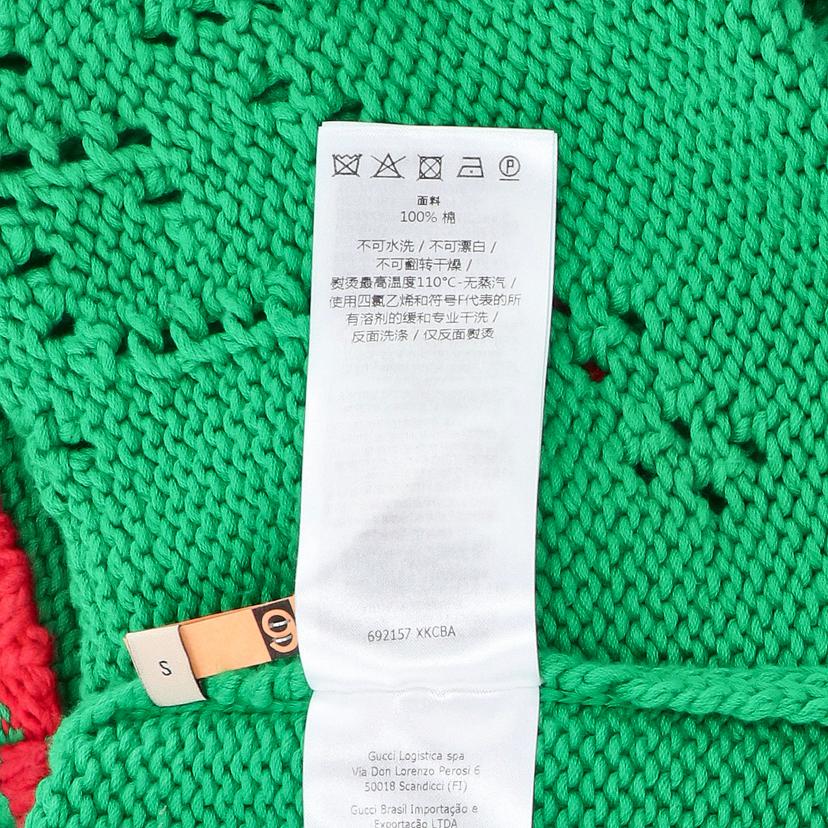 面料
100% 棉
不可水洗 / 不可漂白 /
不可翻转干燥 /
熨烫最高温度110°C-无蒸汽 /
使用四氯乙烯和符号F代表的所
有溶剂的缓和专业干洗 /
反面洗涤 / 仅反面熨烫
692157 XKCBA
S
Gucci Logistica spa
Via Don Lorenzo Perosi 6
50018 Scandicci (FI)
Gucci Brasil Importação e
Exportação LTDA